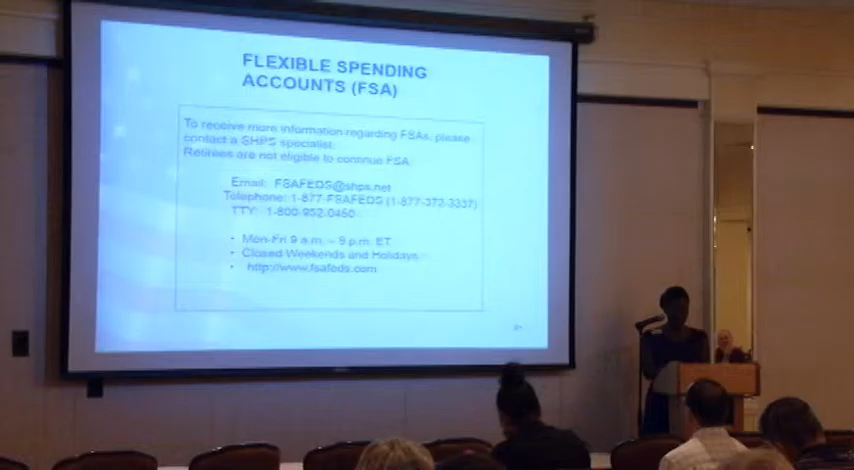 FLEXIBLE SPENDING
ACCOUNTS (FSA)
To receive more information regarding FSAs, please
contact a SHPS specialist.
Retirees are not eligible to continue FSA
Email: FSAFEDS@shps.net
Telephone: 1-877-FSAFEDS (1-877-372-3337)
TTY: 1-800-952-0450
• Mon-Fri 9 a.m. – 9 p.m. ET
• Closed Weekends and Holidays
• http://www.fsafeds.com